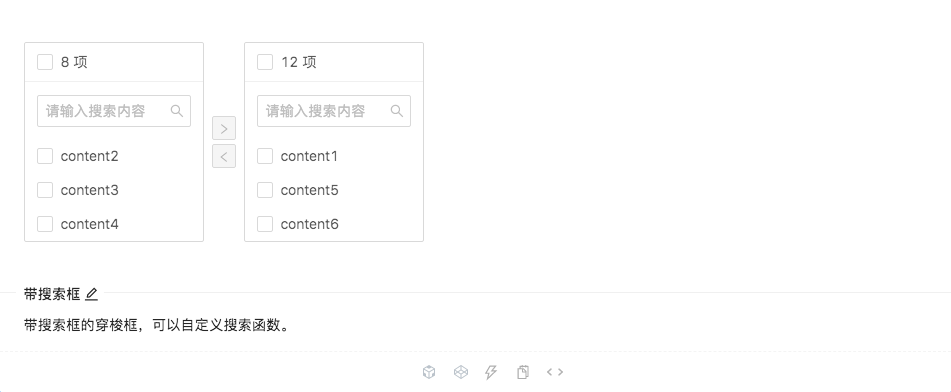 8 项
请输入搜索内容
content2
content3
content4
12 项
请输入搜索内容
content1
content5
content6
带搜索框
带搜索框的穿梭框，可以自定义搜索函数。